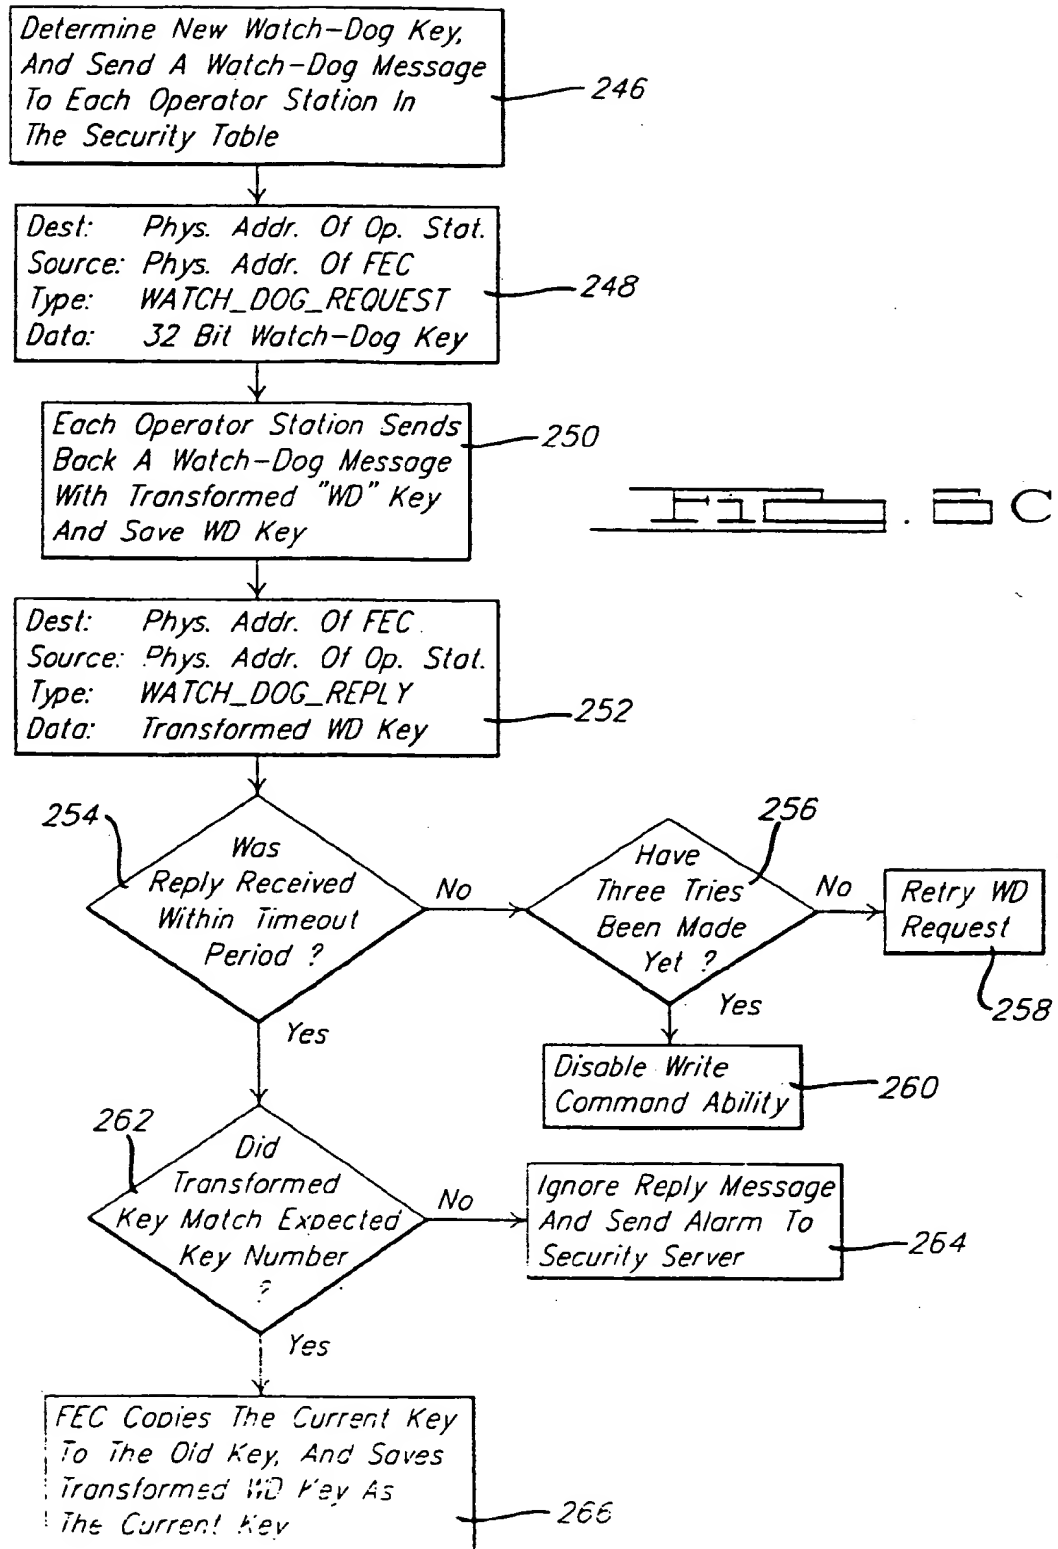 Determine New Watch-Dog Key,
And Send A Watch-Dog Message
To Each Operator Station In
The Security Table
246
Dest: Phys. Addr. Of Op. Stat.
Source: Phys. Addr. Of FEC
Type: WATCH_DOG_REQUEST
Data: 32 Bit Watch-Dog Key
248
Each Operator Station Sends
Back A Watch-Dog Message
With Transformed "WD" Key
And Save WD Key
250
C
Dest: Phys. Addr. Of FEC
Source: Phys. Addr. Of Op. Stat.
Type: WATCH_DOG_REPLY
Data: Transformed WD Key
252
254
Was
Reply Received
Within Timeout
Period ?
No
256
Have
Three Tries
Been Made
Yet ?
No
Retry WD
Request
258
Yes
Disable Write
Command Ability
260
Yes
262
Did
Transformed
Key Match Expected
Key Number
?
No
Ignore Reply Message
And Send Alarm To
Security Server
264
Yes
FEC Copies The Current Key
To The Old Key, And Saves
Transformed WD Key As
The Current Key
266